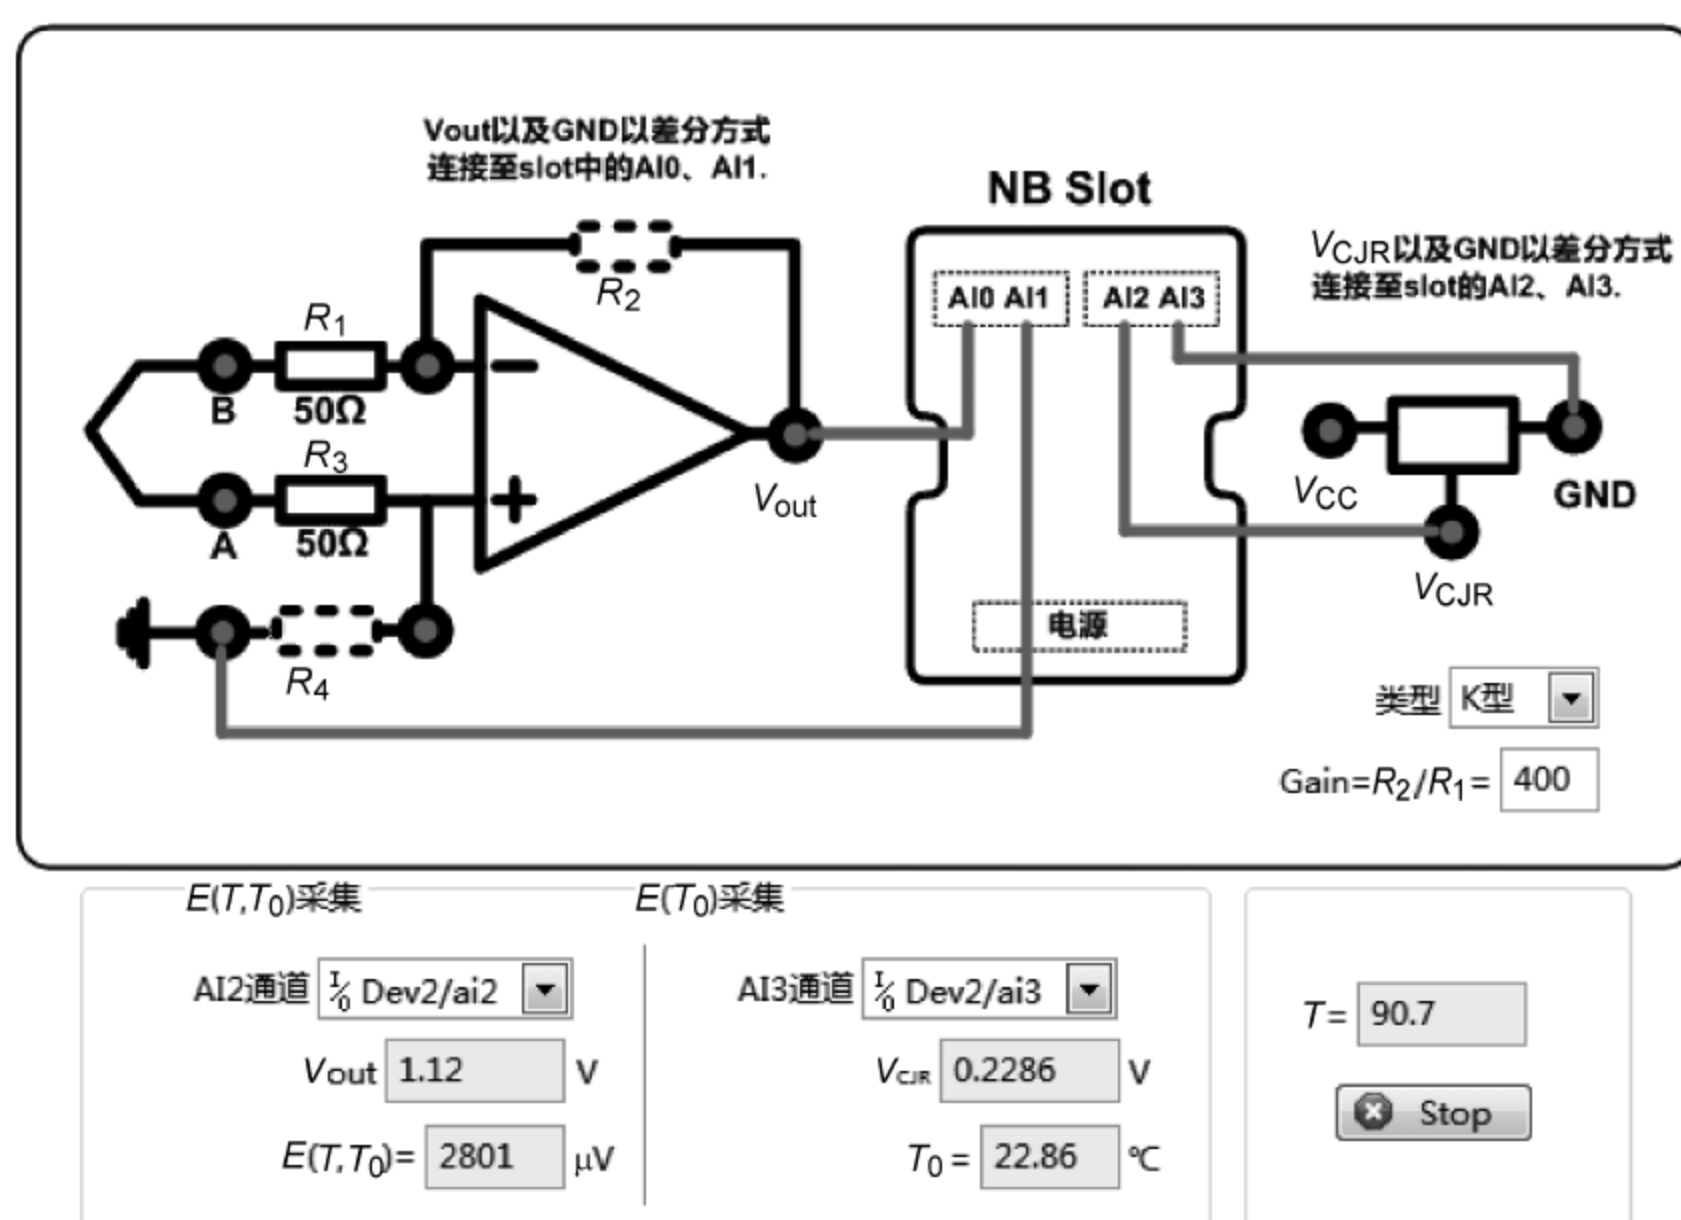 Vout以及GND以差分方式
连接至slot中的AI0、AI1.
NB Slot
VCJR以及GND以差分方式
连接至slot的AI2、AI3.
R2
AI0 AI1
AI2 AI3
R1
50Ω
B
R3
50Ω
A
Vout
VCC
GND
VCJR
电源
R4
类型 K型
Gain=R2/R1= 400
E(T,T0)采集
E(T0)采集
AI2通道 I/0 Dev2/ai2
AI3通道 I/0 Dev2/ai3
T= 90.7
Vout 1.12 V
VCJR 0.2286 V
Stop
E(T,T0)= 2801 μV
T0 = 22.86 ℃